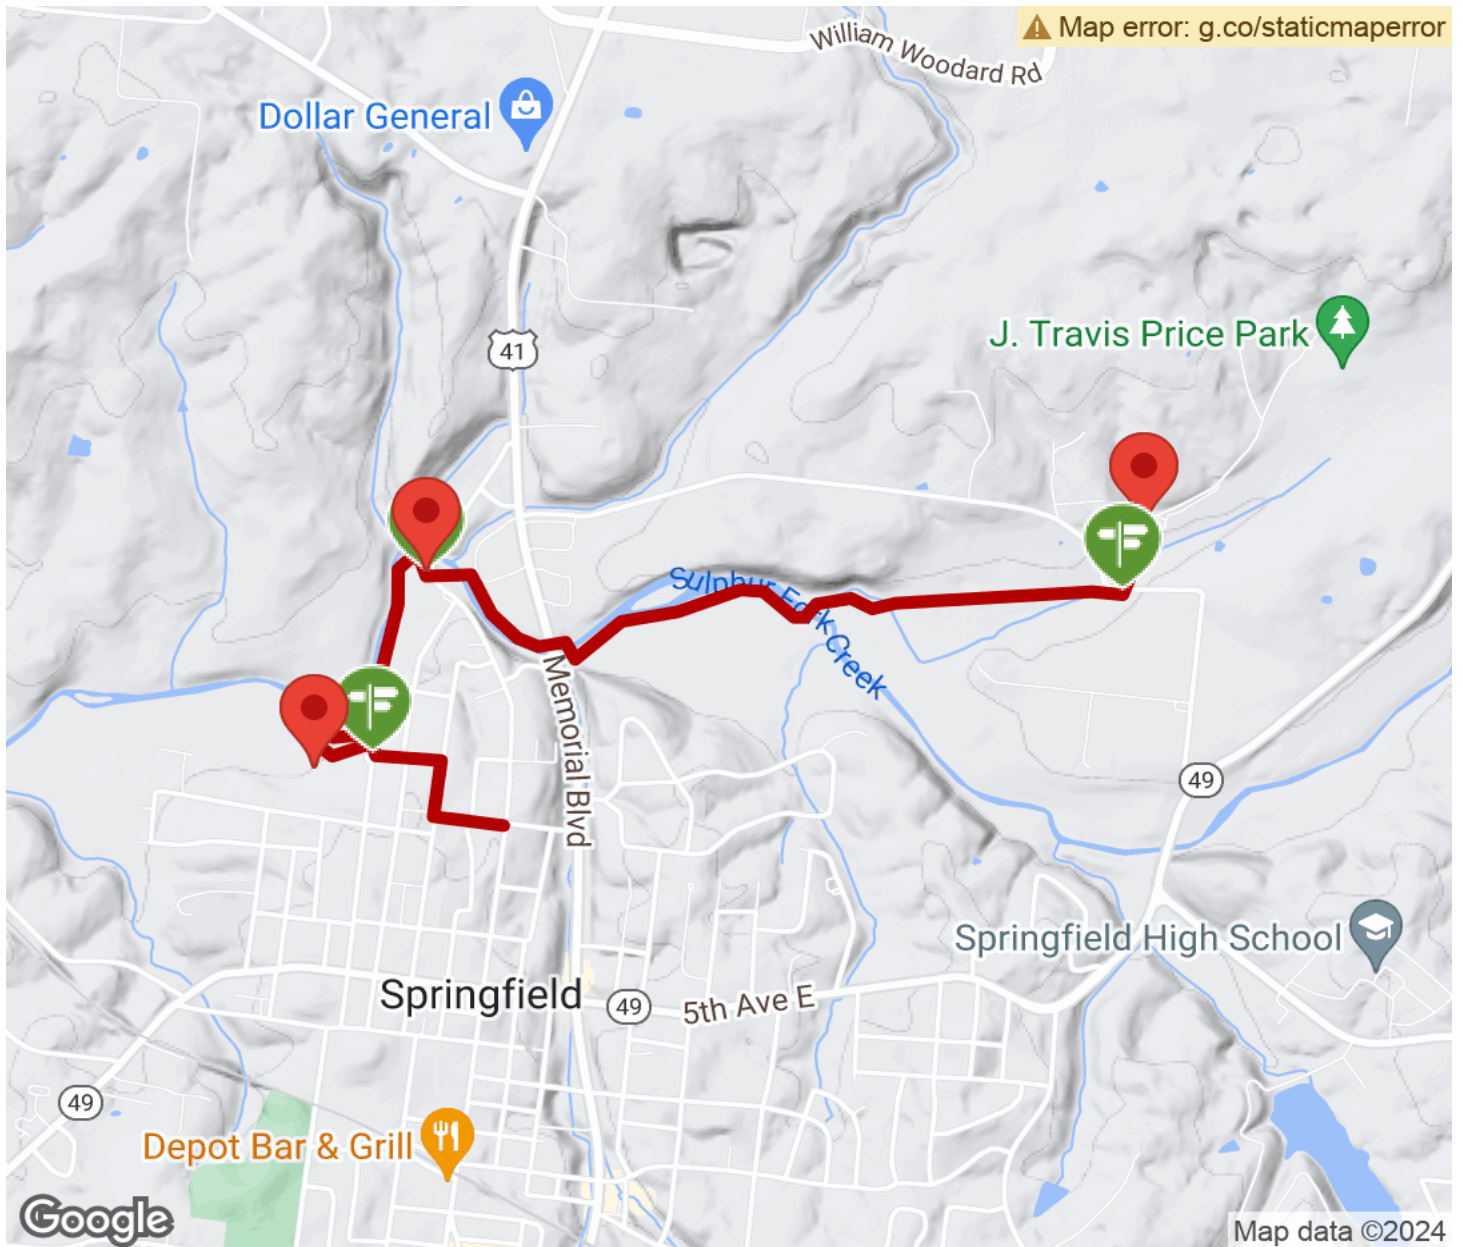 Map error: g.co/staticmaperror
William Woodard Rd
Dollar General
J. Travis Price Park
41
Sulphur Fork Creek
Memorial Blvd
49
Springfield High School
Springfield
49
5th Ave E
49
Depot Bar & Grill
Google
Map data ©2024